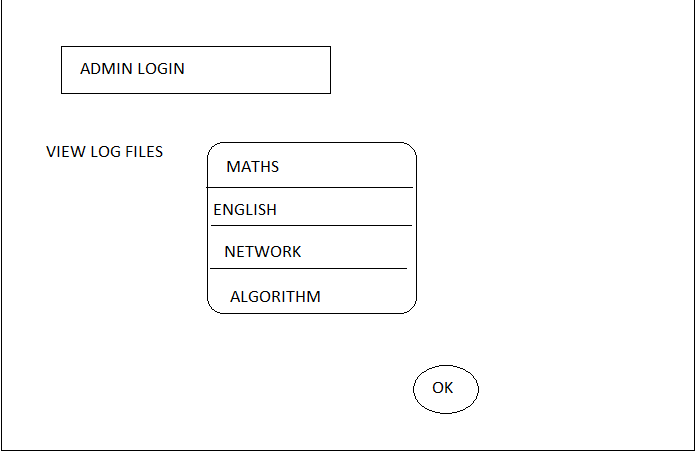 ADMIN LOGIN
VIEW LOG FILES
MATHS
ENGLISH
NETWORK
ALGORITHM
OK